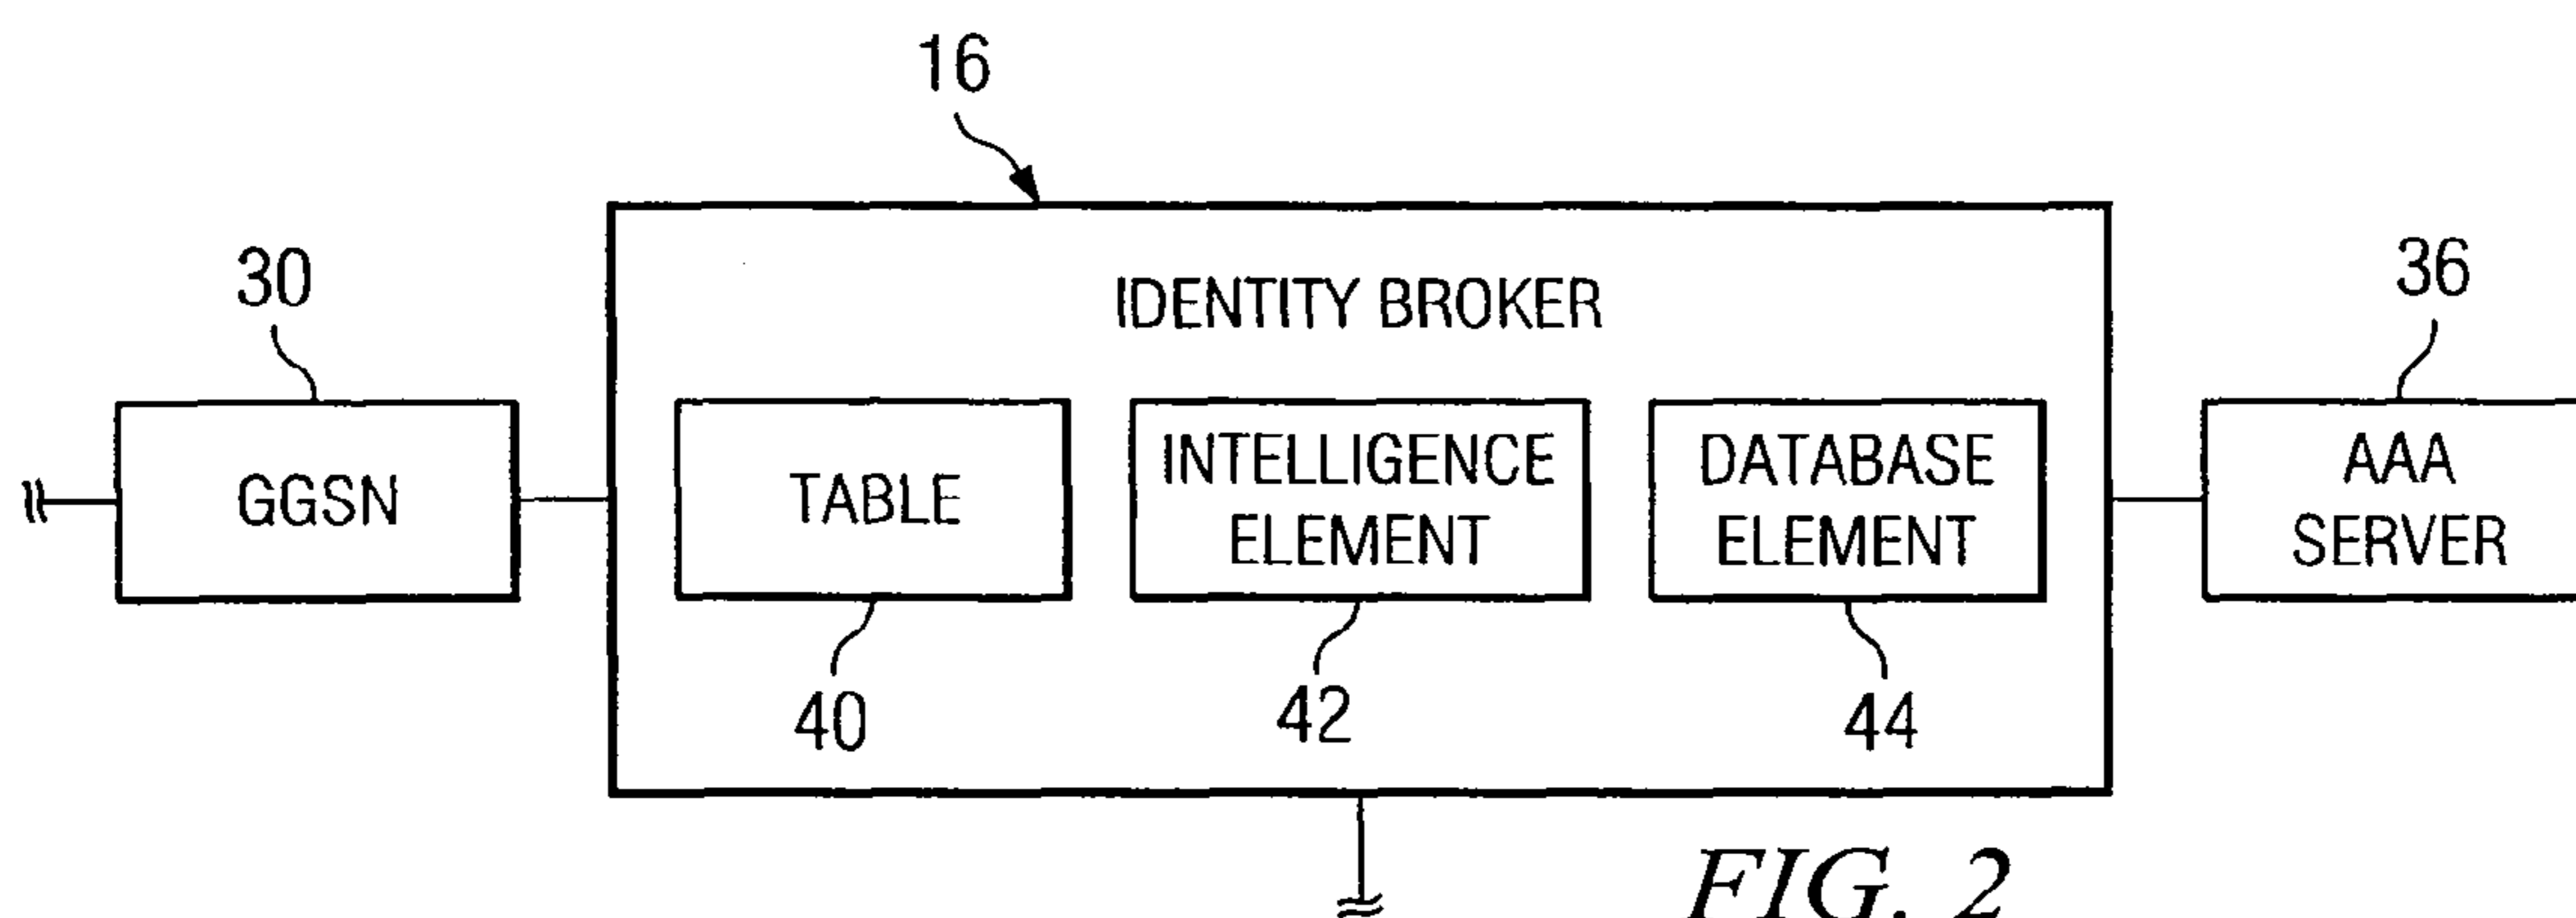 16
30
IDENTITY BROKER
36
GGSN
TABLE
INTELLIGENCE
ELEMENT
DATABASE
ELEMENT
AAA
SERVER
40
42
44
FIG. 2